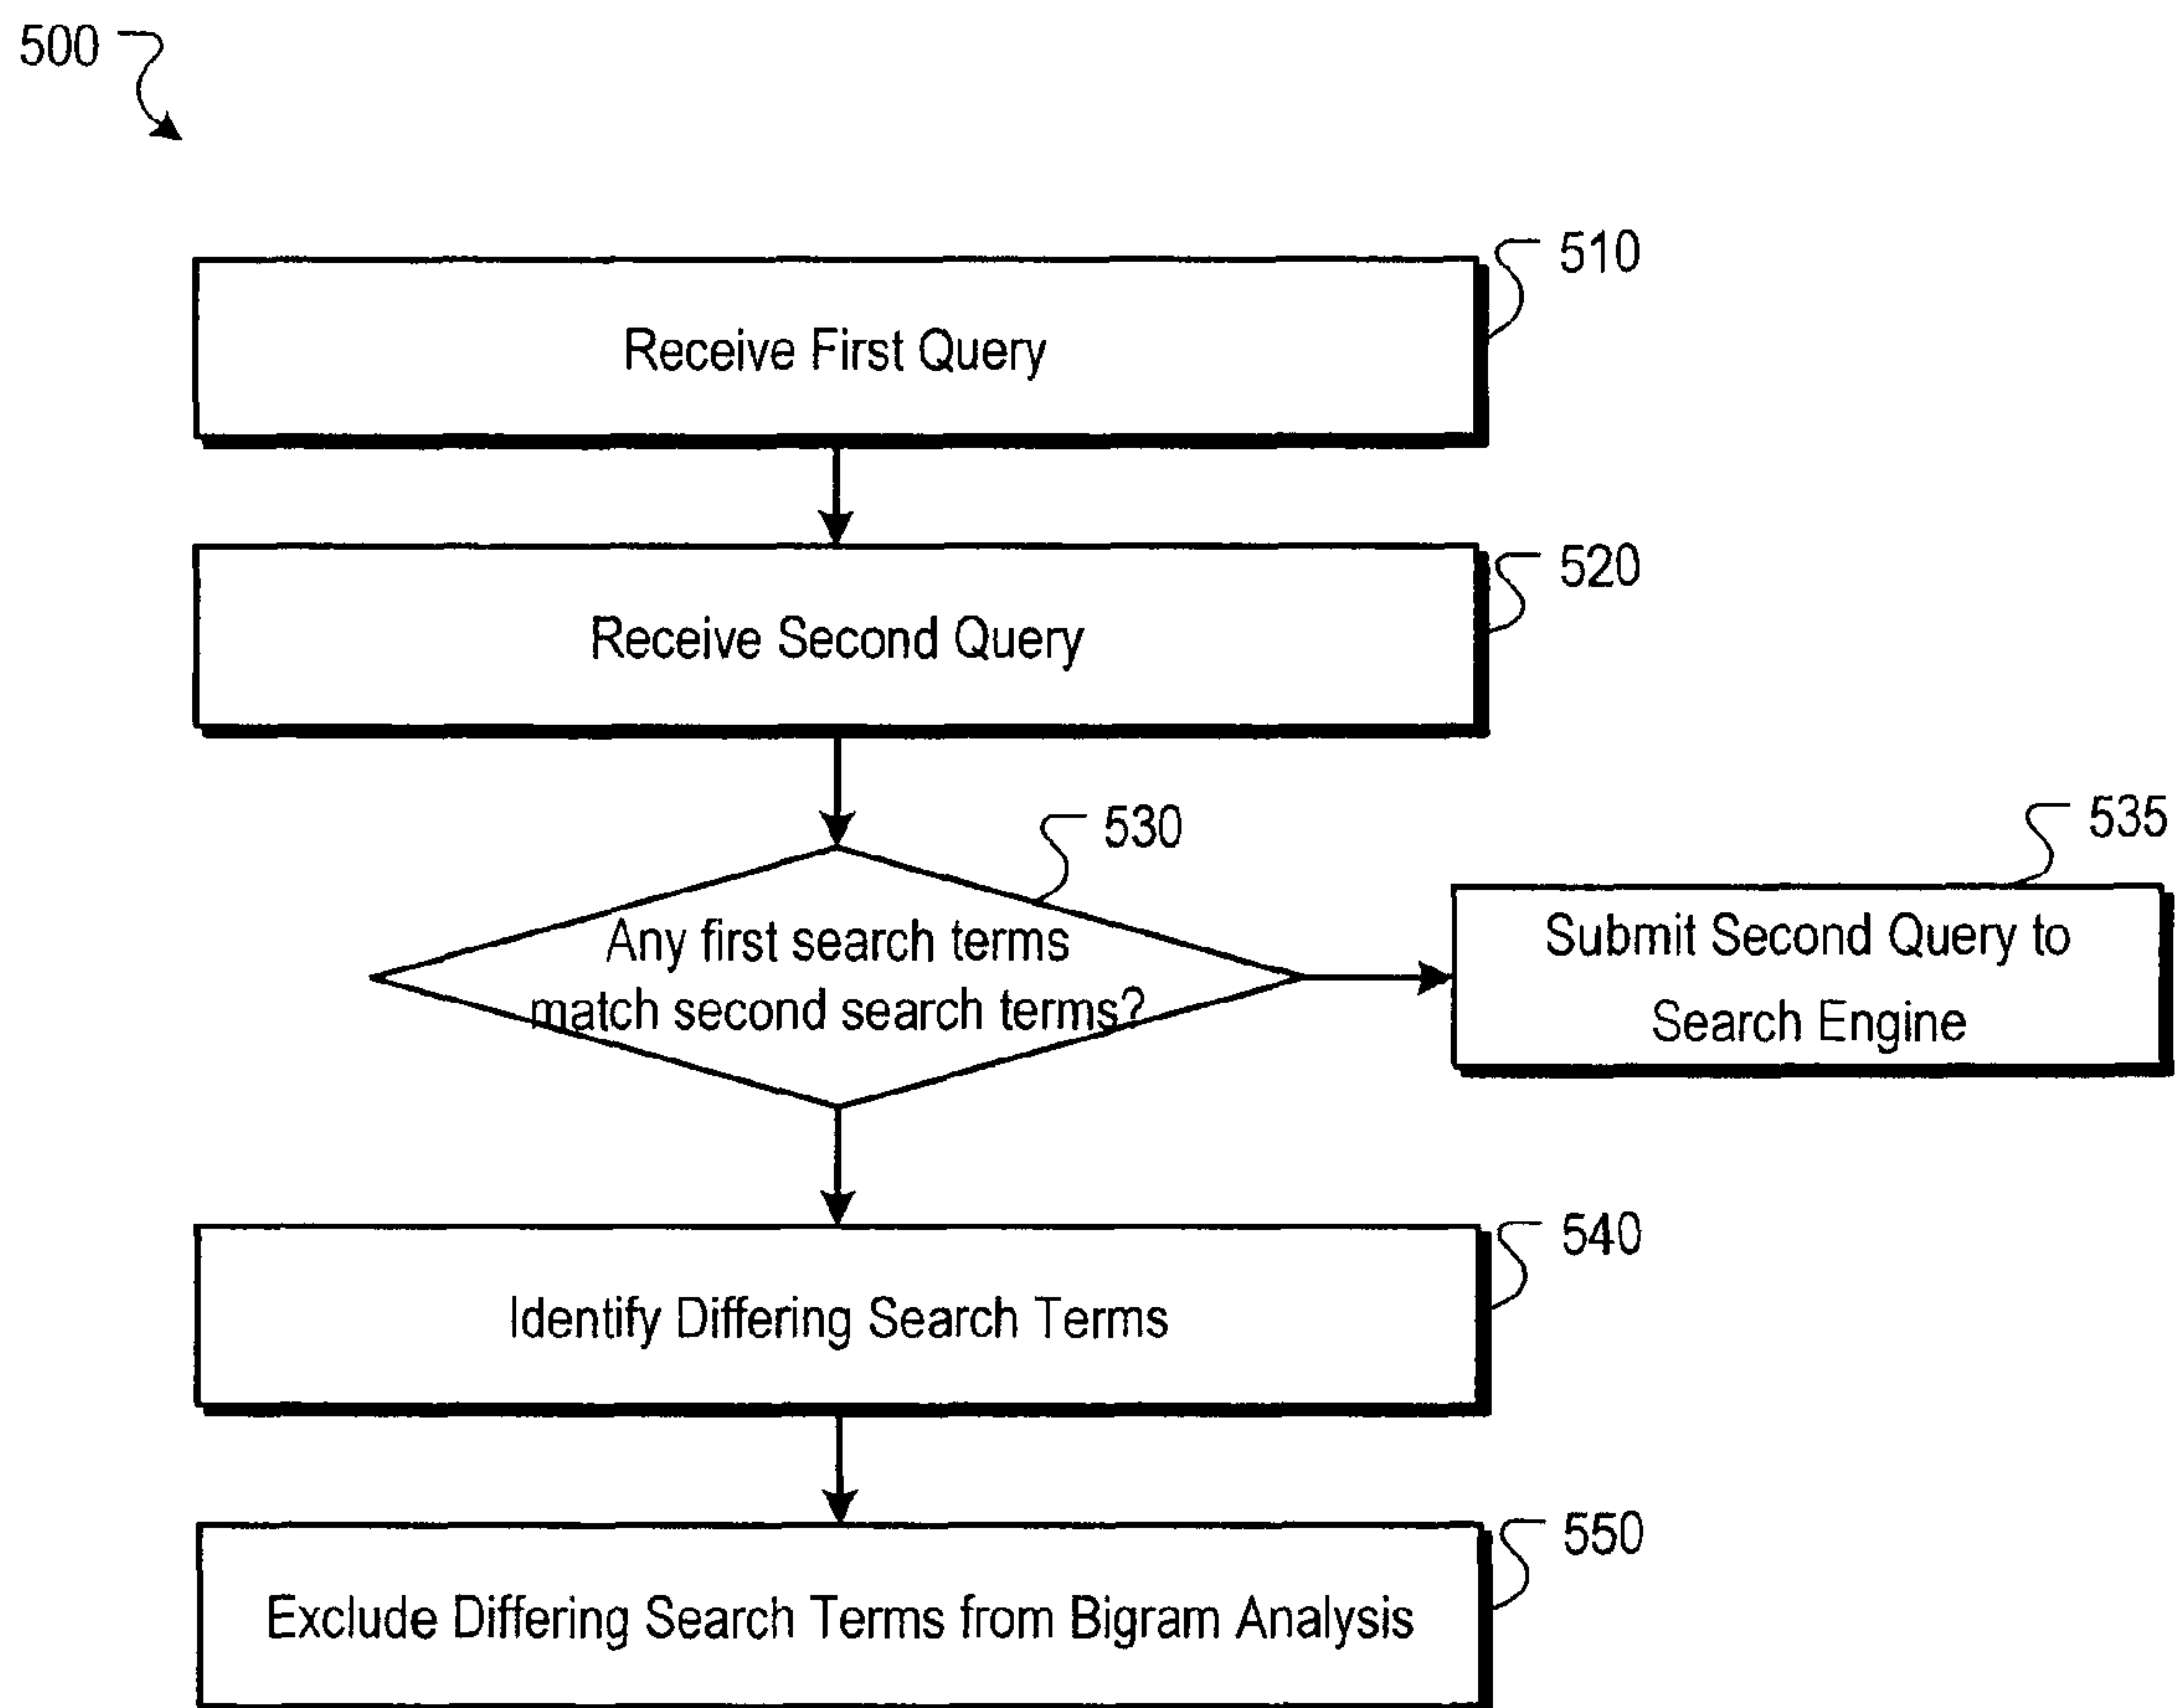 500
510
Receive First Query
520
Receive Second Query
530
535
Any first search terms
match second search terms?
Submit Second Query to
Search Engine
540
Identify Differing Search Terms
550
Exclude Differing Search Terms from Bigram Analysis